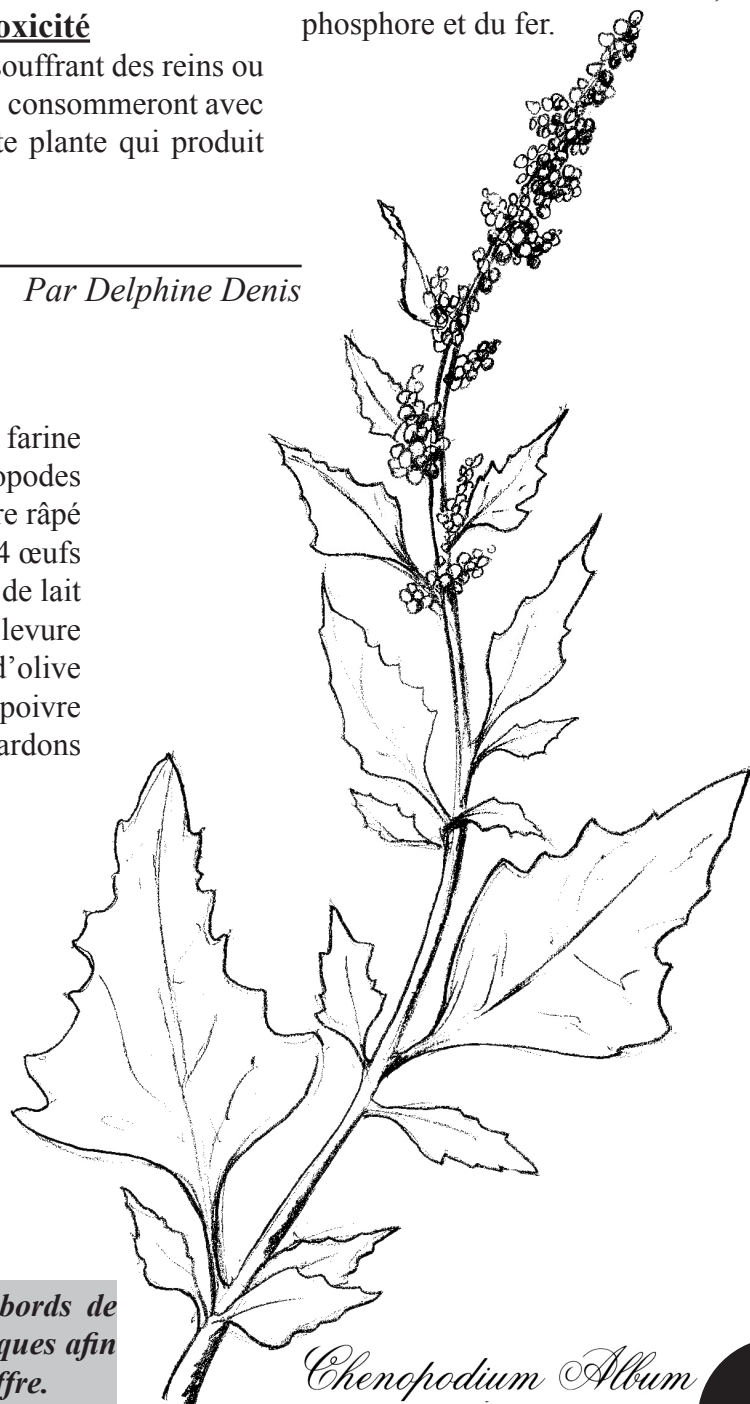 oxicité
souffrant des reins ou
consommeront avec
te plante qui produit
phosphore et du fer.
Par Delphine Denis
farine
opodes
re râpé
4 œufs
de lait
levure
d’olive
poivre
ardons
bords de
ques afin
ffre.
Chenopodium Album